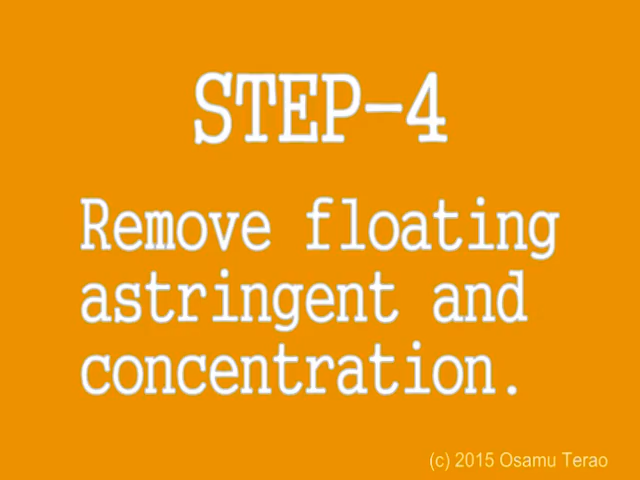 STEP-4
Remove floating
astringent and
concentration.
(c) 2015 Osamu Terao